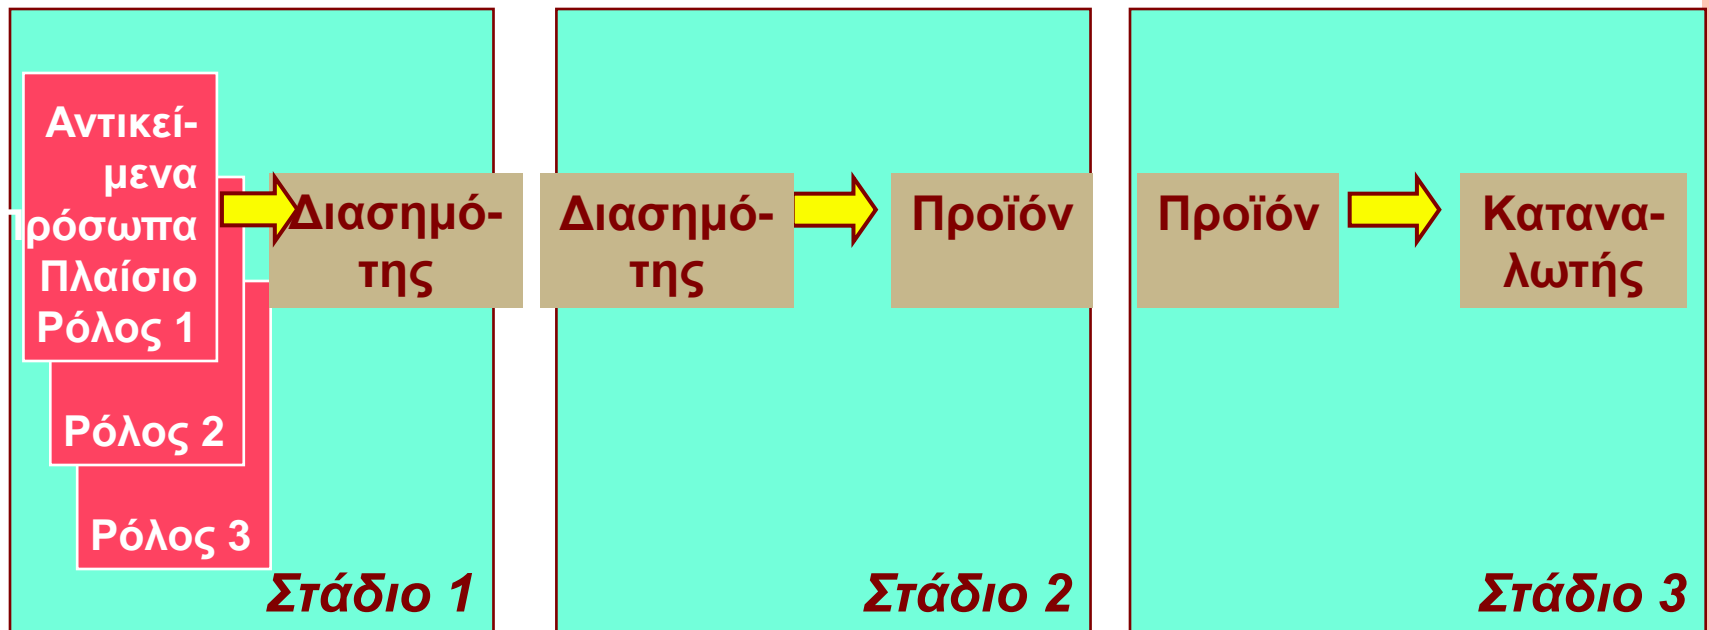 Αντικεί-
μενα
Πρόσωπα
Πλαίσιο
Ρόλος 1
Ρόλος 2
Ρόλος 3
Διασημό-
της
Στάδιο 1
Διασημό-
της
Προϊόν
Στάδιο 2
Προϊόν
Κατανα-
λωτής
Στάδιο 3